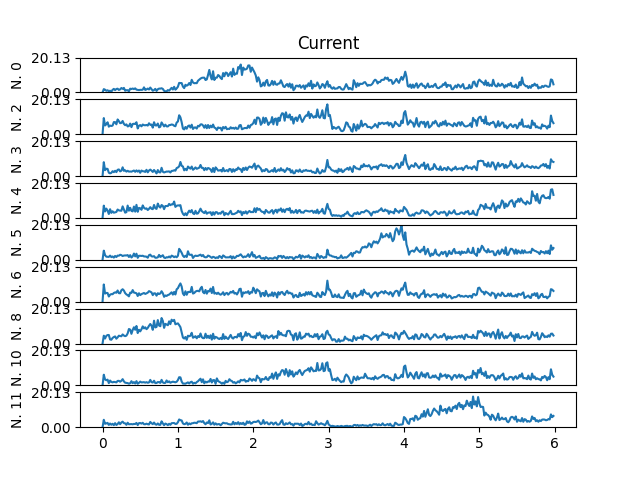 Current
20.13
N. 0
0.00
20.13
N. 2
0.00
20.13
N. 3
0.00
20.13
N. 4
0.00
20.13
N. 5
0.00
20.13
N. 6
0.00
20.13
N. 8
0.00
20.13
N. 10
0.00
20.13
N. 11
0.00
0 1 2 3 4 5 6